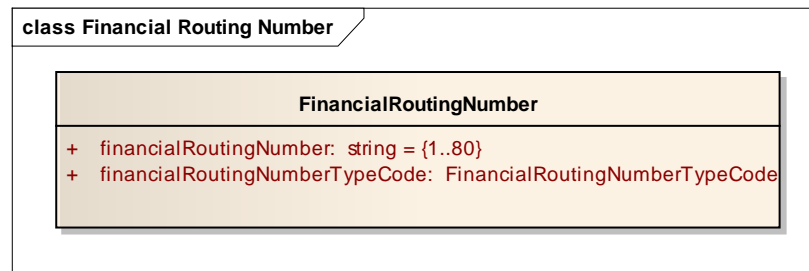 class Financial Routing Number
FinancialRoutingNumber
+ financialRoutingNumber: string = {1..80}
+ financialRoutingNumberTypeCode: FinancialRoutingNumberTypeCode